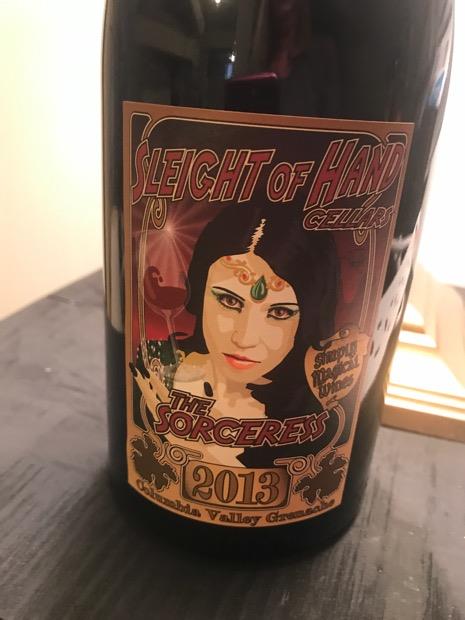 SLEIGHT OF HAND
CELLARS
Simply
Magical
Wines
THE
SORCERESS
2013
Columbia Valley Grenache